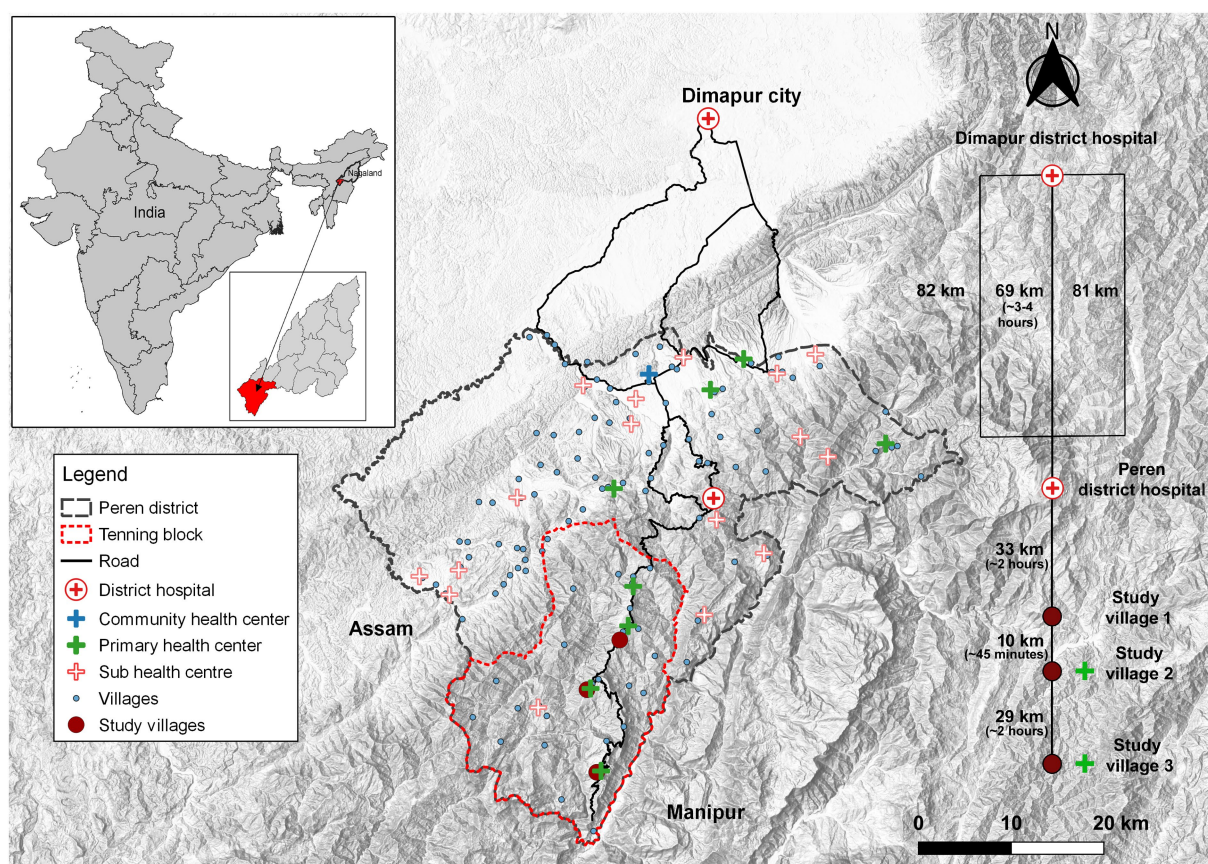 Nagaland
India
Legend
Peren district
Tenning block
Road
District hospital
Community health center
Primary health center
Sub health centre
Villages
Study villages
Dimapur city
Assam
Manipur
N
Dimapur district hospital
82 km
69 km
(~3-4
hours)
81 km
Peren
district hospital
33 km
(~2 hours)
Study
village 1
10 km
(~45 minutes)
Study
village 2
29 km
(~2 hours)
Study
village 3
0 10 20 km